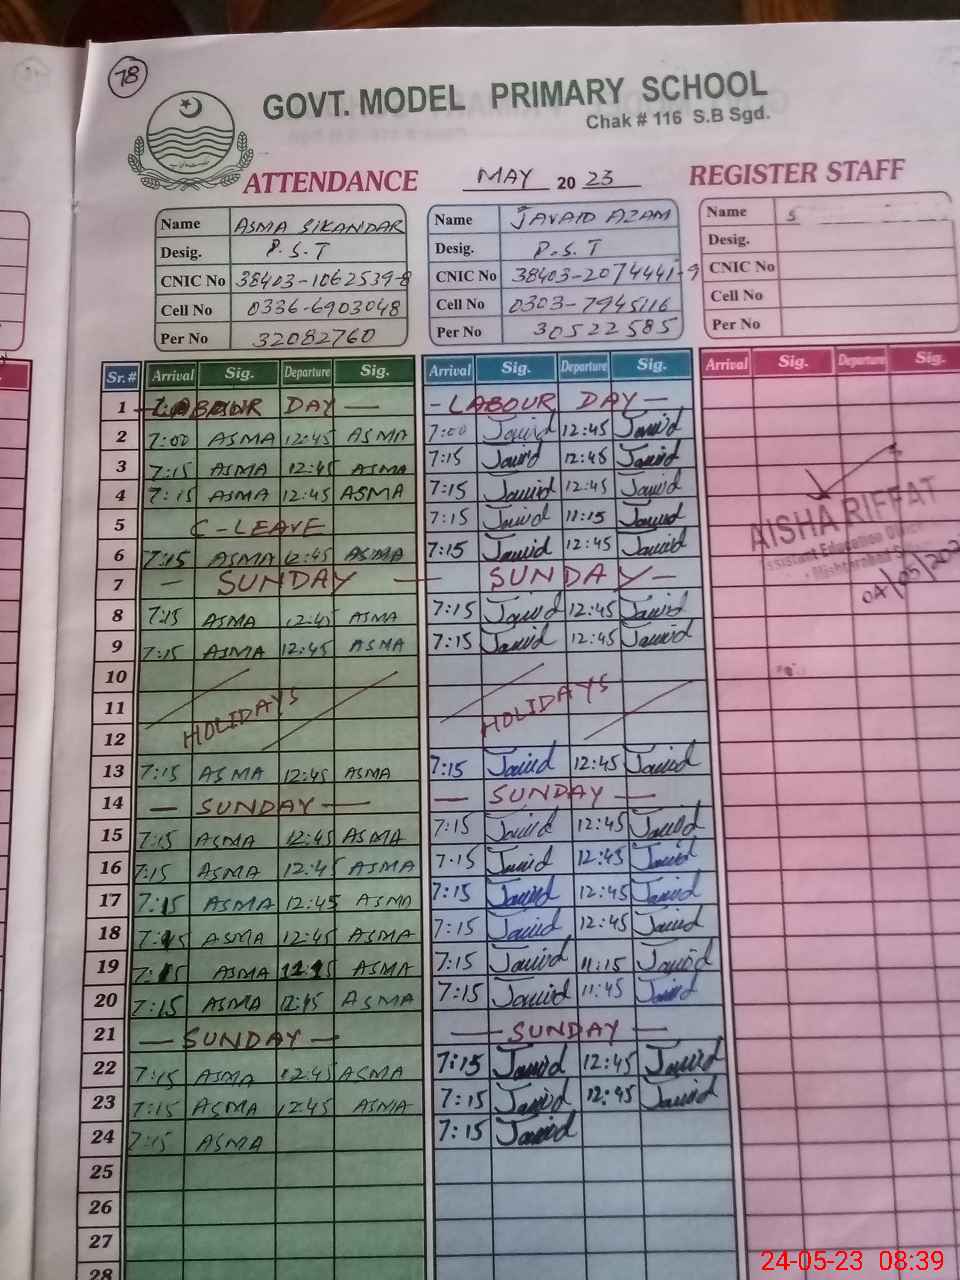 78
GOVT. MODEL PRIMARY SCHOOL
Chak # 116 S.B Sgd.
ATTENDANCE MAY 2023 REGISTER STAFF
Name ASMA SIKANDAR Name JAVAID AZAM Name S
Desig. P.S.T Desig. P.S.T Desig.
CNIC No 38403-1062539-8 CNIC No 38403-2074441-9 CNIC No
Cell No 0336-6903048 Cell No 0303-7945116 Cell No
Per No 32082760 Per No 30522585 Per No
Sr.# Arrival Sig. Departure Sig. Arrival Sig. Departure Sig. Arrival Sig. Departure Sig.
1 LABOUR DAY — - LABOUR DAY —
2 7:00 ASMA 12:45 ASMA 7:00 Javid 12:45 Javid
3 7:15 ASMA 12:45 ASMA 7:15 Javid 12:45 Javid
4 7:15 ASMA 12:45 ASMA 7:15 Javid 12:45 Javid
5 C-LEAVE 7:15 Javid 11:15 Javid
6 7:15 ASMA 12:45 ASMA 7:15 Javid 12:45 Javid
7 — SUNDAY — SUNDAY —
8 7:15 ASMA 12:45 ASMA 7:15 Javid 12:45 Javid
9 7:15 ASMA 12:45 ASMA 7:15 Javid 12:45 Javid
10
11 HOLIDAYS HOLIDAYS
12
13 7:15 ASMA 12:45 ASMA 7:15 Javid 12:45 Javid
14 — SUNDAY — — SUNDAY —
15 7:15 ASMA 12:45 ASMA 7:15 Javid 12:45 Javid
16 7:15 ASMA 12:45 ASMA 7:15 Javid 12:45 Javid
17 7:15 ASMA 12:45 ASMA 7:15 Javid 12:45 Javid
18 7:15 ASMA 12:45 ASMA 7:15 Javid 12:45 Javid
19 7:15 ASMA ASMA 7:15 Javid 11:15 Javid
20 7:15 ASMA 12:45 ASMA 7:15 Javid 11:45 Javid
21 — SUNDAY — — SUNDAY —
22 7:15 ASMA 12:45 ASMA 7:15 Javid 12:45 Javid
23 7:15 ASMA 12:45 ASMA 7:15 Javid 12:45 Javid
24 7:15 ASMA 7:15 Javid
25
26
27
28
AISHA RIFFAT
Assistant Education
04/05/202
24-05-23 08:39